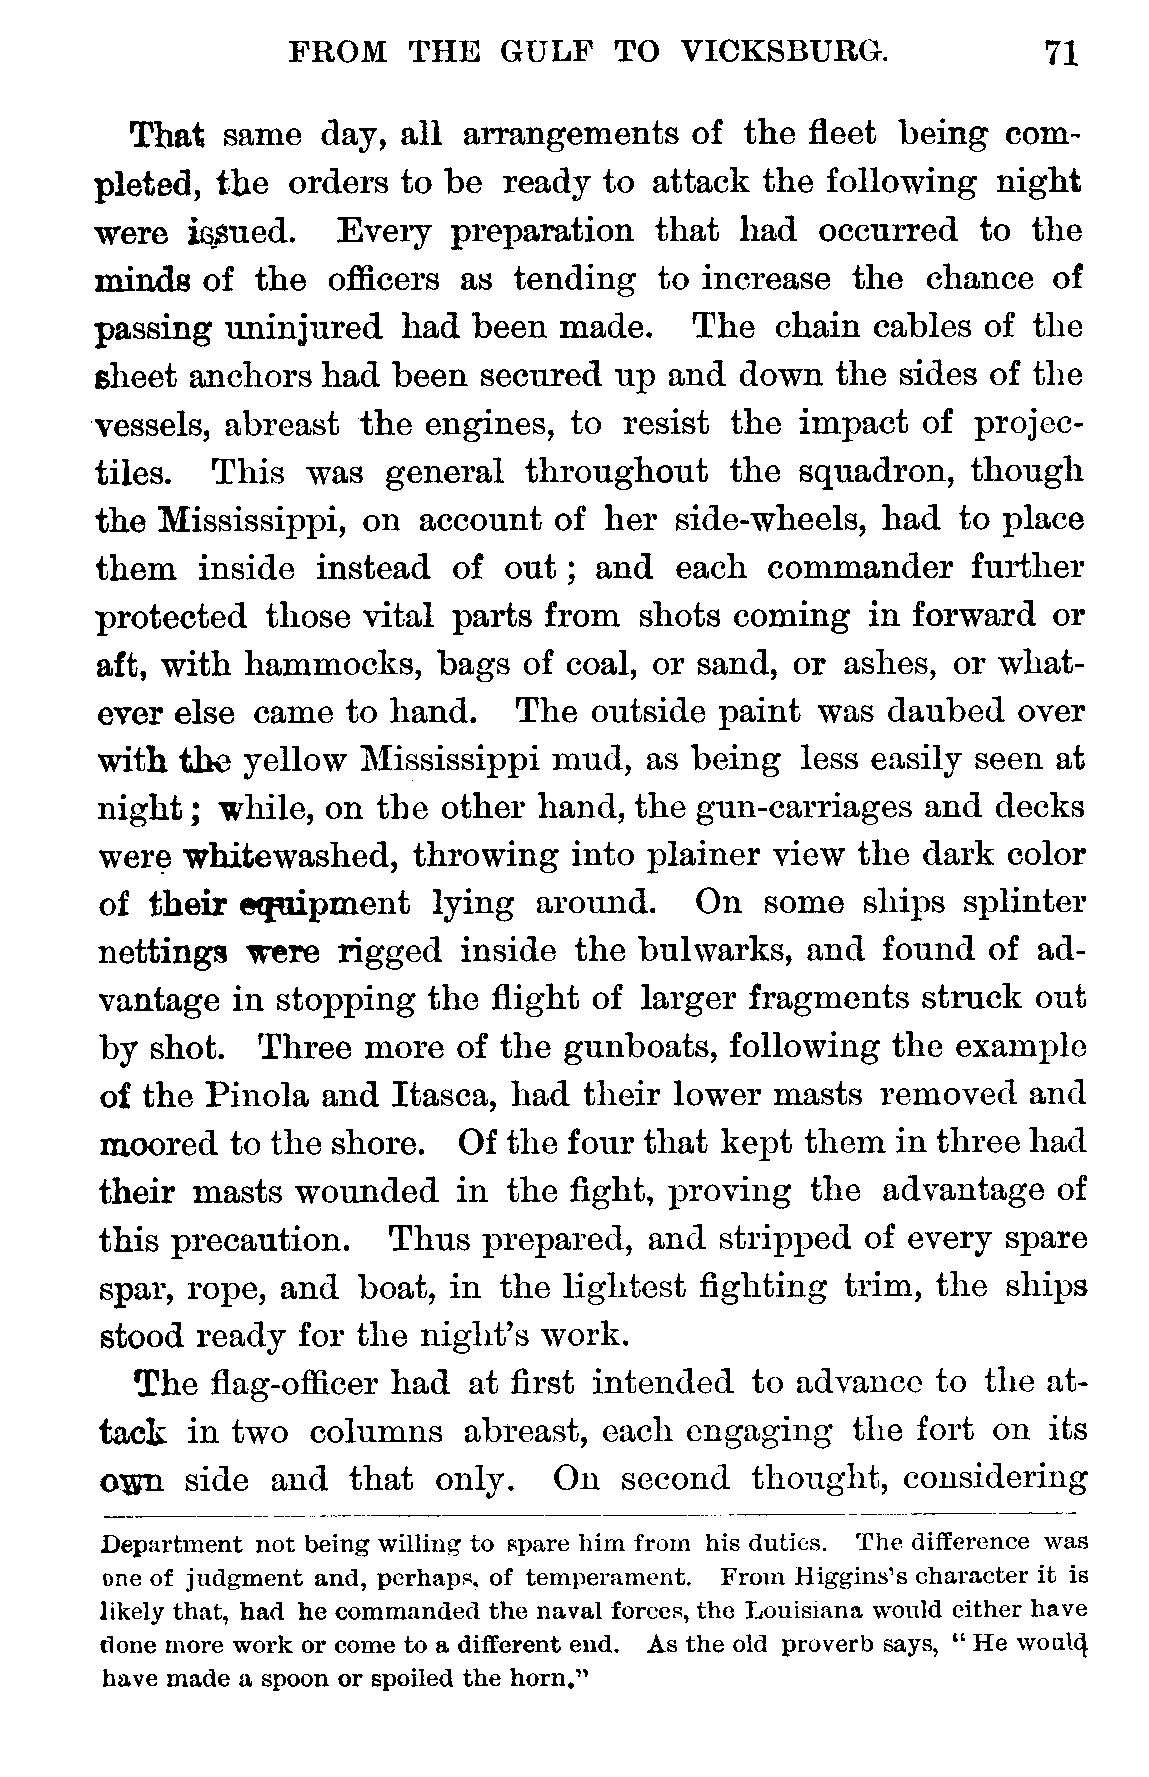 FROM THE GULF TO VICKSBURG. 71
That same day, all arrangements of the fleet being com-
pleted, the orders to be ready to attack the following night
were issued. Every preparation that had occurred to the
minds of the officers as tending to increase the chance of
passing uninjured had been made. The chain cables of the
sheet anchors had been secured up and down the sides of the
vessels, abreast the engines, to resist the impact of projec-
tiles. This was general throughout the squadron, though
the Mississippi, on account of her side-wheels, had to place
them inside instead of out; and each commander further
protected those vital parts from shots coming in forward or
aft, with hammocks, bags of coal, or sand, or ashes, or what-
ever else came to hand. The outside paint was daubed over
with the yellow Mississippi mud, as being less easily seen at
night; while, on the other hand, the gun-carriages and decks
were whitewashed, throwing into plainer view the dark color
of their equipment lying around. On some ships splinter
nettings were rigged inside the bulwarks, and found of ad-
vantage in stopping the flight of larger fragments struck out
by shot. Three more of the gunboats, following the example
of the Pinola and Itasca, had their lower masts removed and
moored to the shore. Of the four that kept them in three had
their masts wounded in the fight, proving the advantage of
this precaution. Thus prepared, and stripped of every spare
spar, rope, and boat, in the lightest fighting trim, the ships
stood ready for the night's work.
The flag-officer had at first intended to advance to the at-
tack in two columns abreast, each engaging the fort on its
own side and that only. On second thought, considering
Department not being willing to spare him from his duties. The difference was
one of judgment and, perhaps, of temperament. From Higgins's character it is
likely that, had he commanded the naval forces, the Louisiana would either have
done more work or come to a different end. As the old proverb says, "He would
have made a spoon or spoiled the horn."